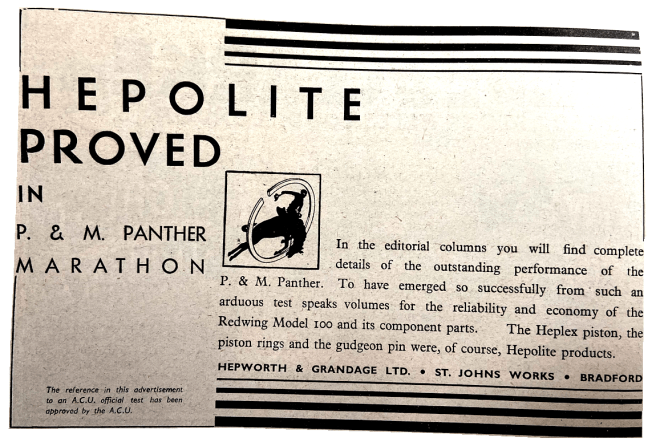 HEPOLITE
PROVED
IN
P. & M. PANTHER
MARATHON
In the editorial columns you will find complete
details of the outstanding performance of the
P. & M. Panther. To have emerged so successfully from such an
arduous test speaks volumes for the reliability and economy of the
Redwing Model 100 and its component parts. The Heplex piston, the
piston rings and the gudgeon pin were, of course, Hepolite products.
HEPWORTH & GRANDAGE LTD. • ST. JOHNS WORKS • BRADFORD
The reference in this advertisement
to an A.C.U. official test has been
approved by the A.C.U.